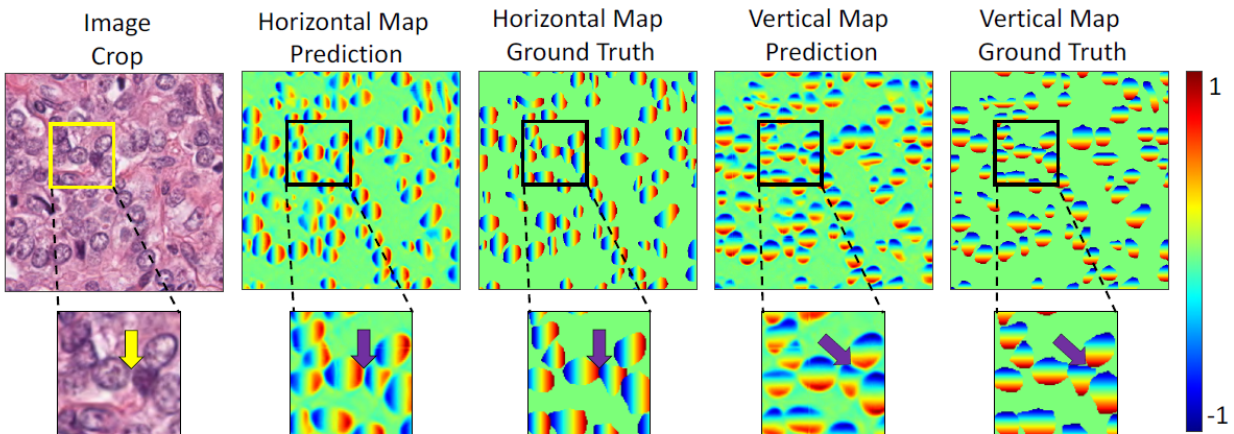 Image
Crop
Horizontal Map
Prediction
Horizontal Map
Ground Truth
Vertical Map
Prediction
Vertical Map
Ground Truth
1
-1